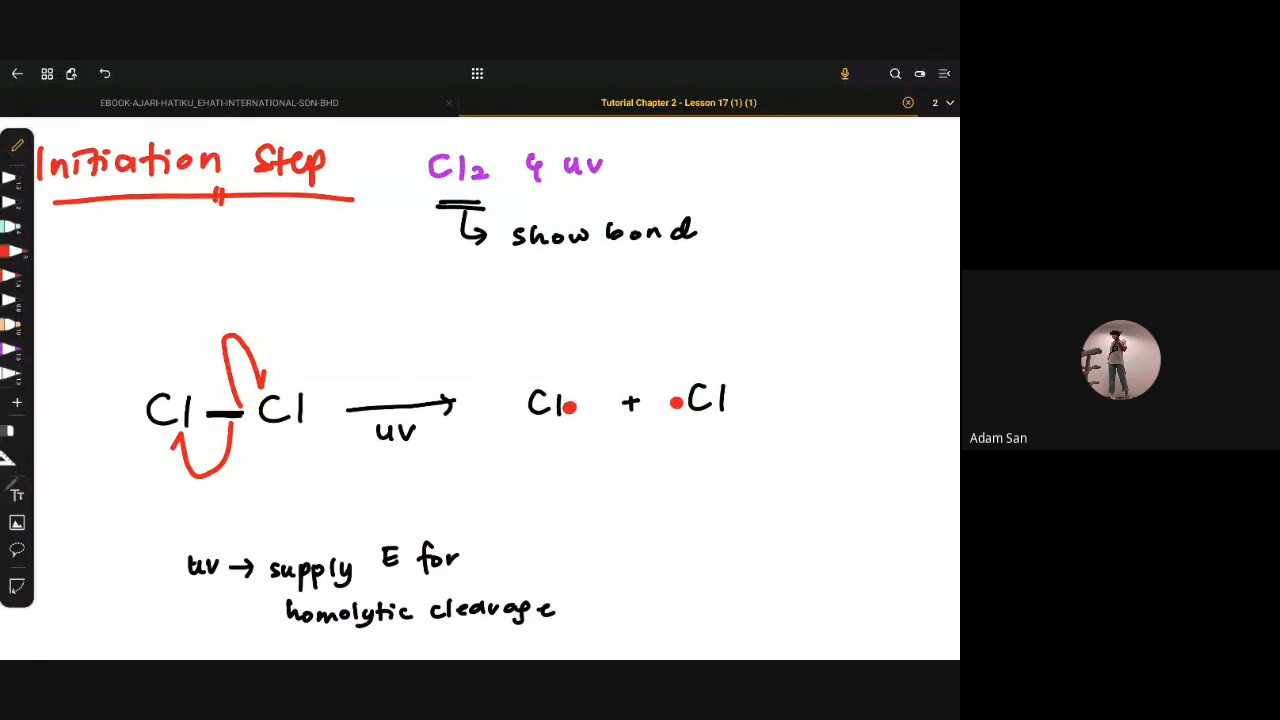 EBOOK-AJARI-HATIKU_EHATI-INTERNATIONAL-SDN-BHD
Tutorial Chapter 2 - Lesson 17 (1) (1)
2
Initiation Step
Cl2 & uv
show bond
Cl – Cl → Cl• + •Cl
uv
uv → supply E for
homolytic cleavage
Tт
Adam San